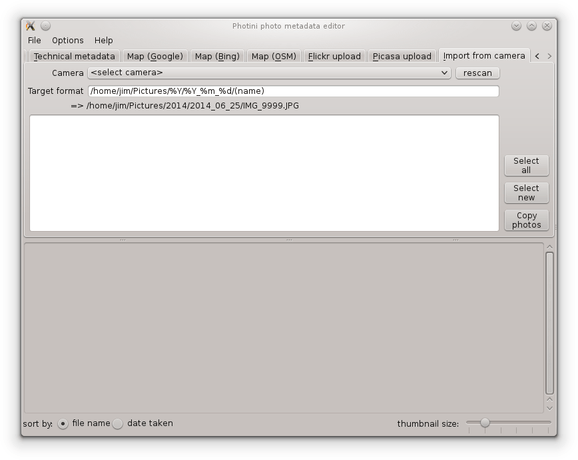 Photini photo metadata editor
File Options Help
Technical metadata Map (Google) Map (Bing) Map (OSM) Flickr upload Picasa upload Import from camera
Camera <select camera> rescan
Target format /home/jim/Pictures/%Y/%Y_%m_%d/(name)
=> /home/jim/Pictures/2014/2014_06_25/IMG_9999.JPG
Select
all
Select
new
Copy
photos
sort by: file name date taken thumbnail size: